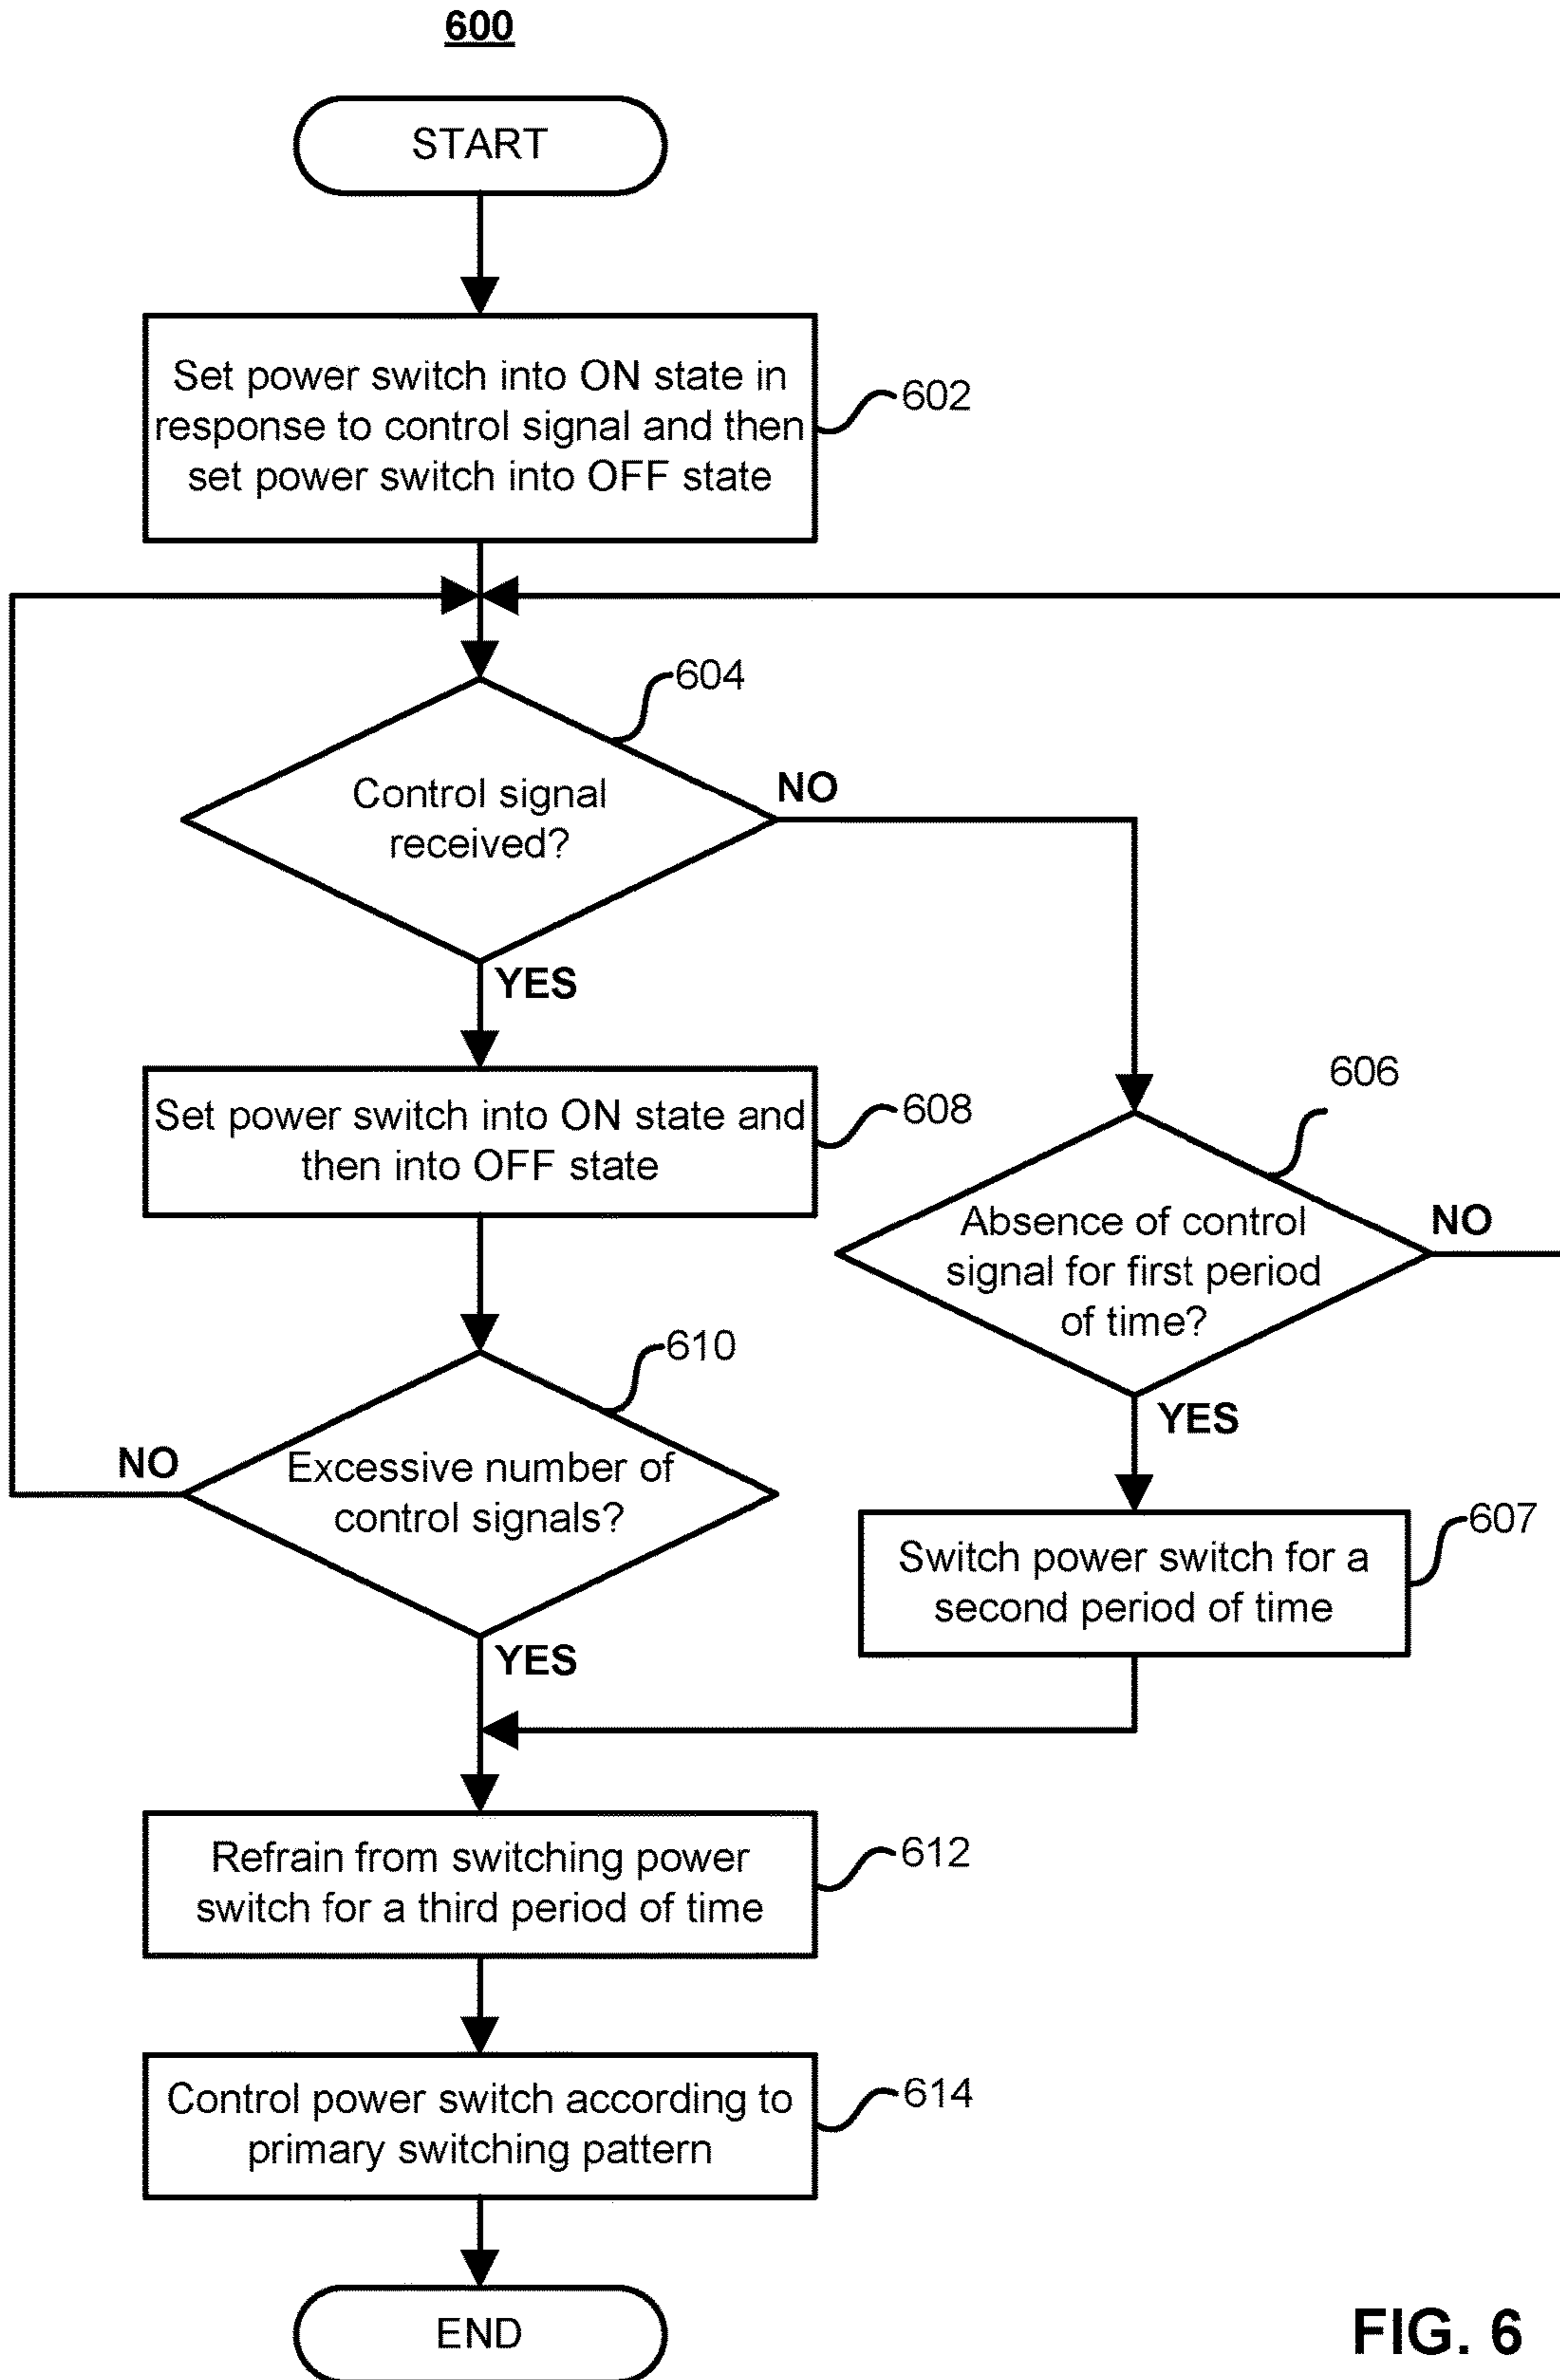 600
START
Set power switch into ON state in
response to control signal and then
set power switch into OFF state
602
604
Control signal
received?
NO
YES
Set power switch into ON state and
then into OFF state
608
606
Absence of control
signal for first period
of time?
NO
YES
610
Excessive number of
control signals?
NO
YES
Switch power switch for a
second period of time
607
Refrain from switching power
switch for a third period of time
612
Control power switch according to
primary switching pattern
614
END
FIG. 6